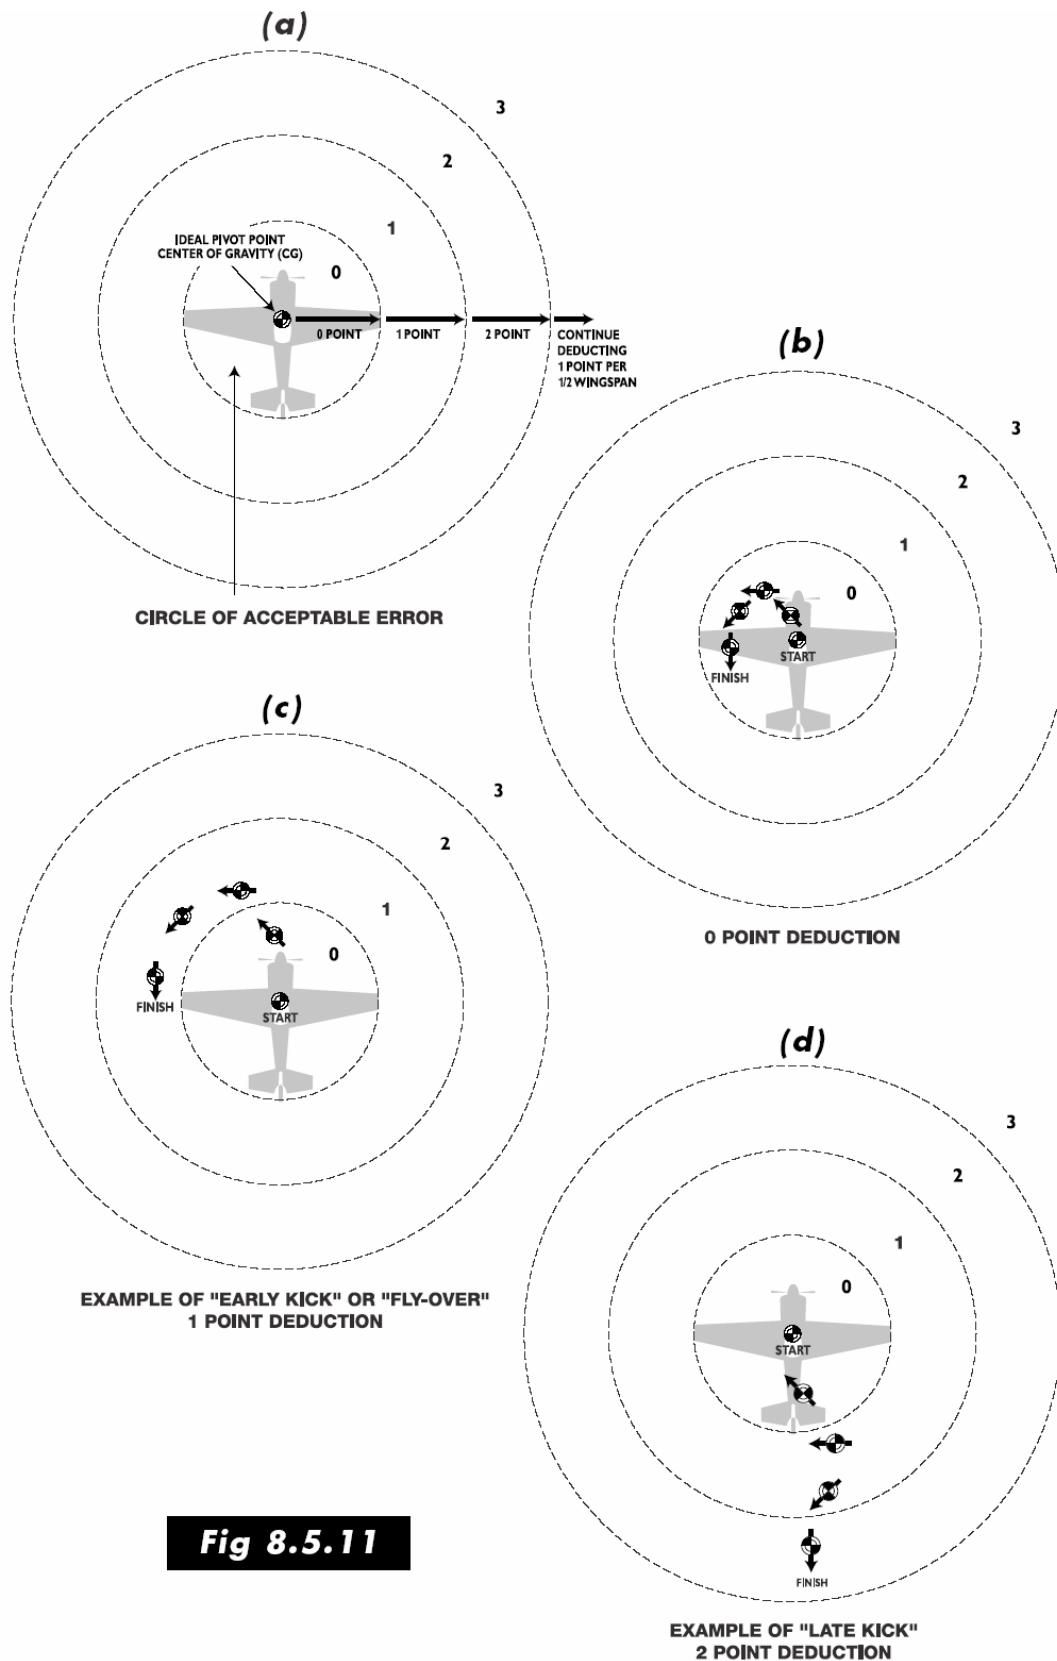 (a)
3
2
1
IDEAL PIVOT POINT
CENTER OF GRAVITY (CG)
0
0 POINT
1 POINT
2 POINT
CONTINUE
DEDUCTING
1 POINT PER
1/2 WINGSPAN
CIRCLE OF ACCEPTABLE ERROR
(b)
3
2
1
0
START
FINISH
0 POINT DEDUCTION
(c)
3
2
1
0
FINISH
START
EXAMPLE OF "EARLY KICK" OR "FLY-OVER"
1 POINT DEDUCTION
(d)
3
2
1
0
START
FINISH
EXAMPLE OF "LATE KICK"
2 POINT DEDUCTION
Fig 8.5.11